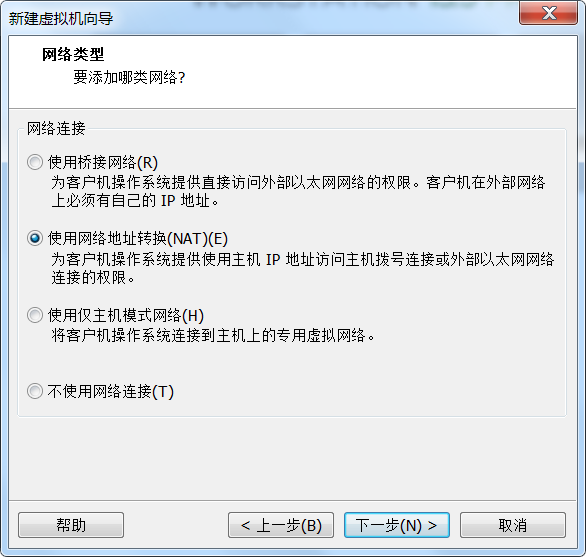 新建虚拟机向导
网络类型
要添加哪类网络?
网络连接
使用桥接网络(R)
为客户机操作系统提供直接访问外部以太网网络的权限。客户机在外部网络
上必须有自己的 IP 地址。
使用网络地址转换(NAT)(E)
为客户机操作系统提供使用主机 IP 地址访问主机拨号连接或外部以太网网络
连接的权限。
使用仅主机模式网络(H)
将客户机操作系统连接到主机上的专用虚拟网络。
不使用网络连接(T)
帮助
< 上一步(B)
下一步(N) >
取消